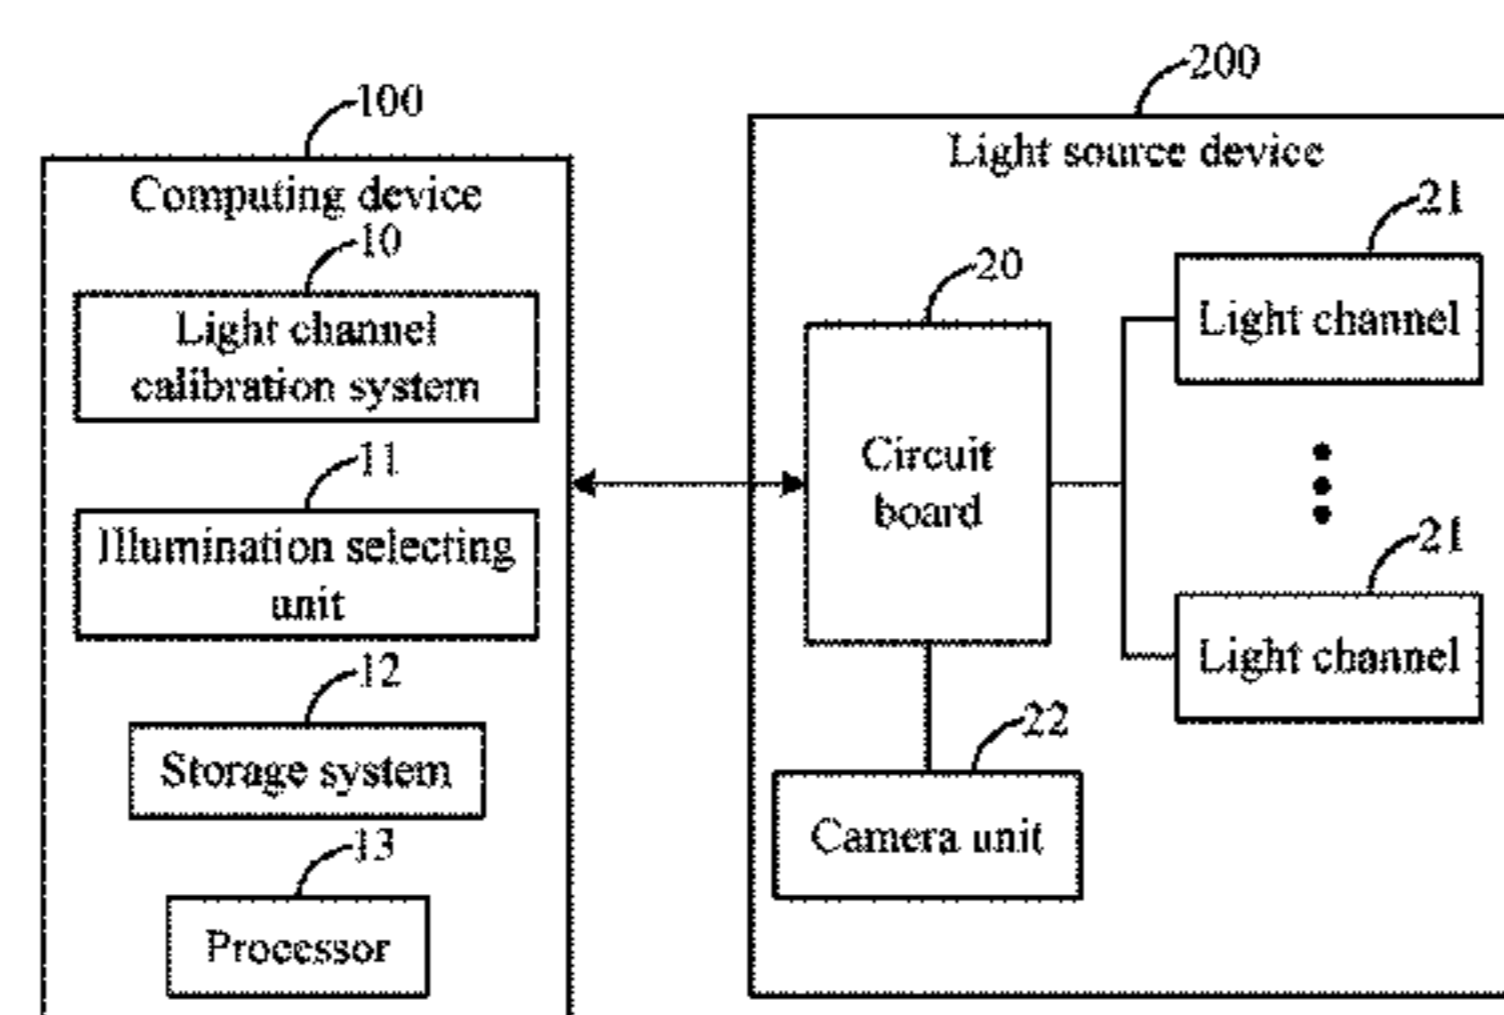 100
Computing device
10
Light channel
calibration system
11
Illumination selecting
unit
12
Storage system
13
Processor
200
Light source device
20
Circuit
board
21
Light channel
21
Light channel
22
Camera unit